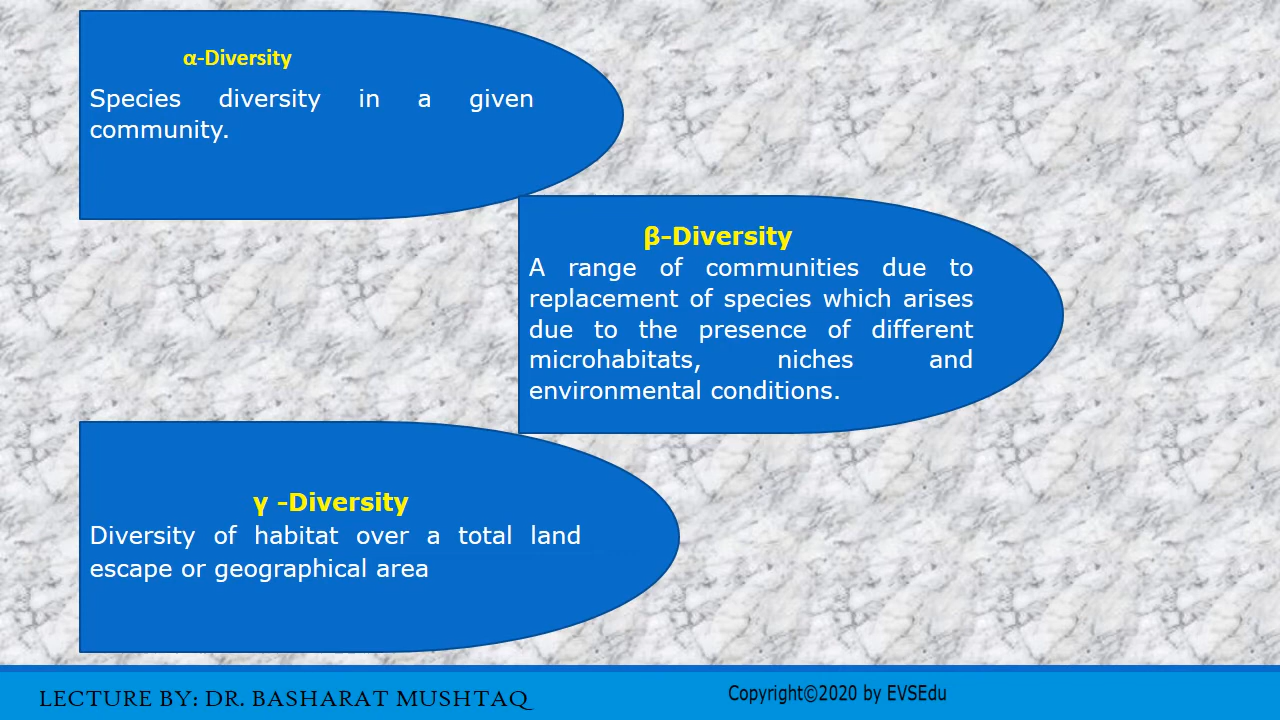 α-Diversity
Species diversity in a given
community.
β–Diversity
A range of communities due to
replacement of species which arises
due to the presence of different
microhabitats, niches and
environmental conditions.
γ –Diversity
Diversity of habitat over a total land
escape or geographical area
LECTURE BY: DR. BASHARAT MUSHTAQ
Copyright©2020 by EVSEdu